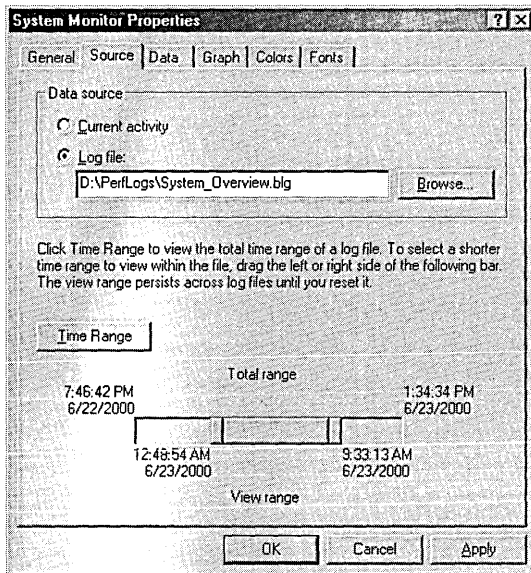 System Monitor Properties
General Source Data Graph Colors Fonts
Data source
Current activity
Log file:
D:\PerfLogs\System_Overview.blg Browse...
Click Time Range to view the total time range of a log file. To select a shorter
time range to view within the file, drag the left or right side of the following bar.
The view range persists across log files until you reset it.
Time Range
Total range
7:46:42 PM 1:34:34 PM
6/22/2000 6/23/2000
12:48:54 AM 9:33:13 AM
6/23/2000 6/23/2000
View range
OK Cancel Apply